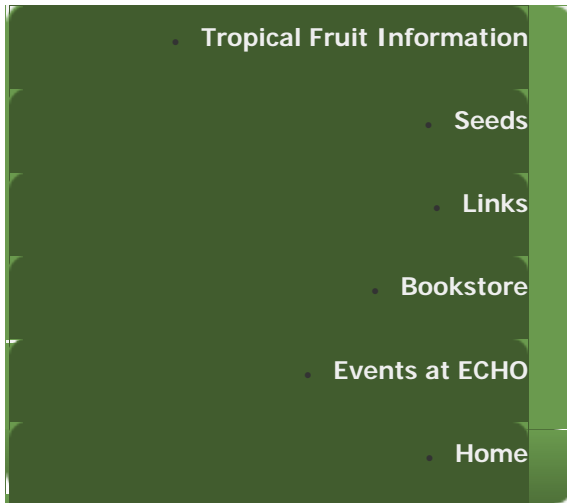 Tropical Fruit Information
Seeds
Links
Bookstore
Events at ECHO
Home